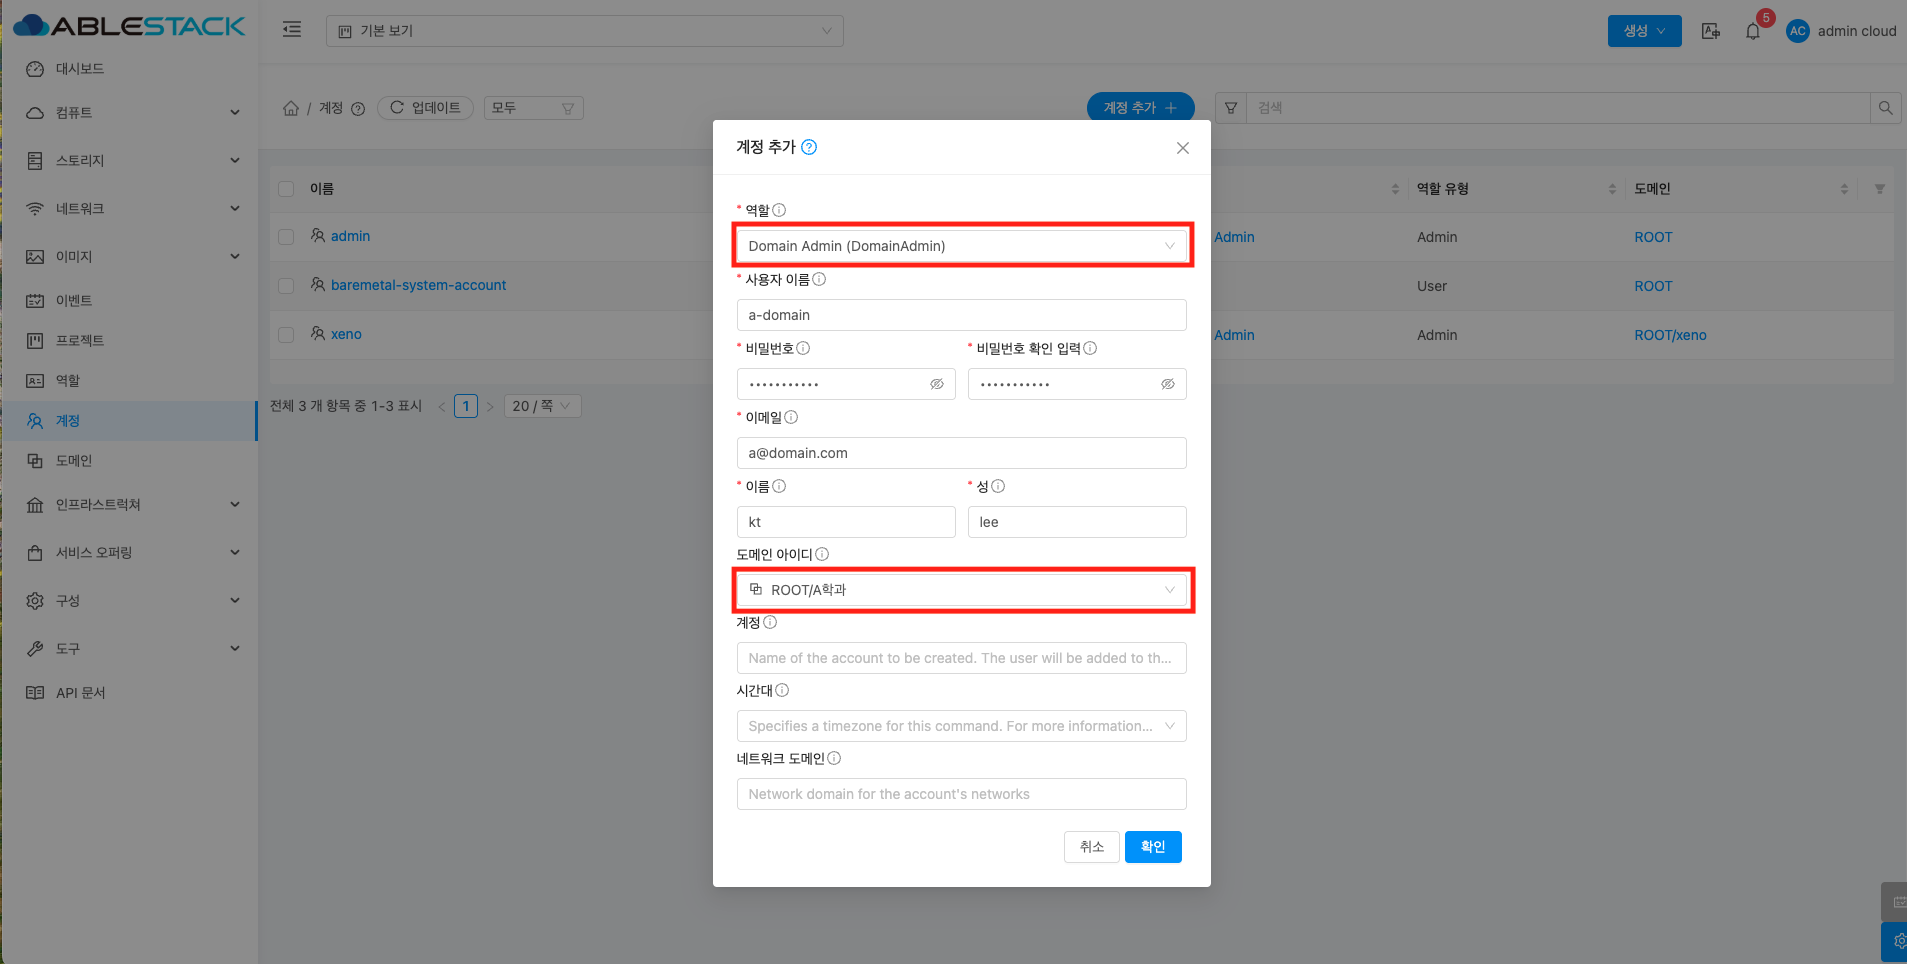 ABLESTACK
기본 보기
생성
5
AC
admin cloud
대시보드
컴퓨트
스토리지
네트워크
이미지
이벤트
프로젝트
역할
계정
도메인
인프라스트럭쳐
서비스 오퍼링
구성
도구
API 문서
/ 계정
업데이트
모두
계정 추가
검색
이름
역할 유형
도메인
admin
Admin
Admin
ROOT
baremetal-system-account
User
ROOT
xeno
Admin
Admin
ROOT/xeno
전체 3 개 항목 중 1-3 표시
1
20 / 쪽
계정 추가
* 역할
Domain Admin (DomainAdmin)
* 사용자 이름
a-domain
* 비밀번호
* 비밀번호 확인 입력
•••••••••••
•••••••••••
* 이메일
a@domain.com
* 이름
* 성
kt
lee
도메인 아이디
ROOT/A학과
계정
Name of the account to be created. The user will be added to th...
시간대
Specifies a timezone for this command. For more information...
네트워크 도메인
Network domain for the account's networks
취소
확인